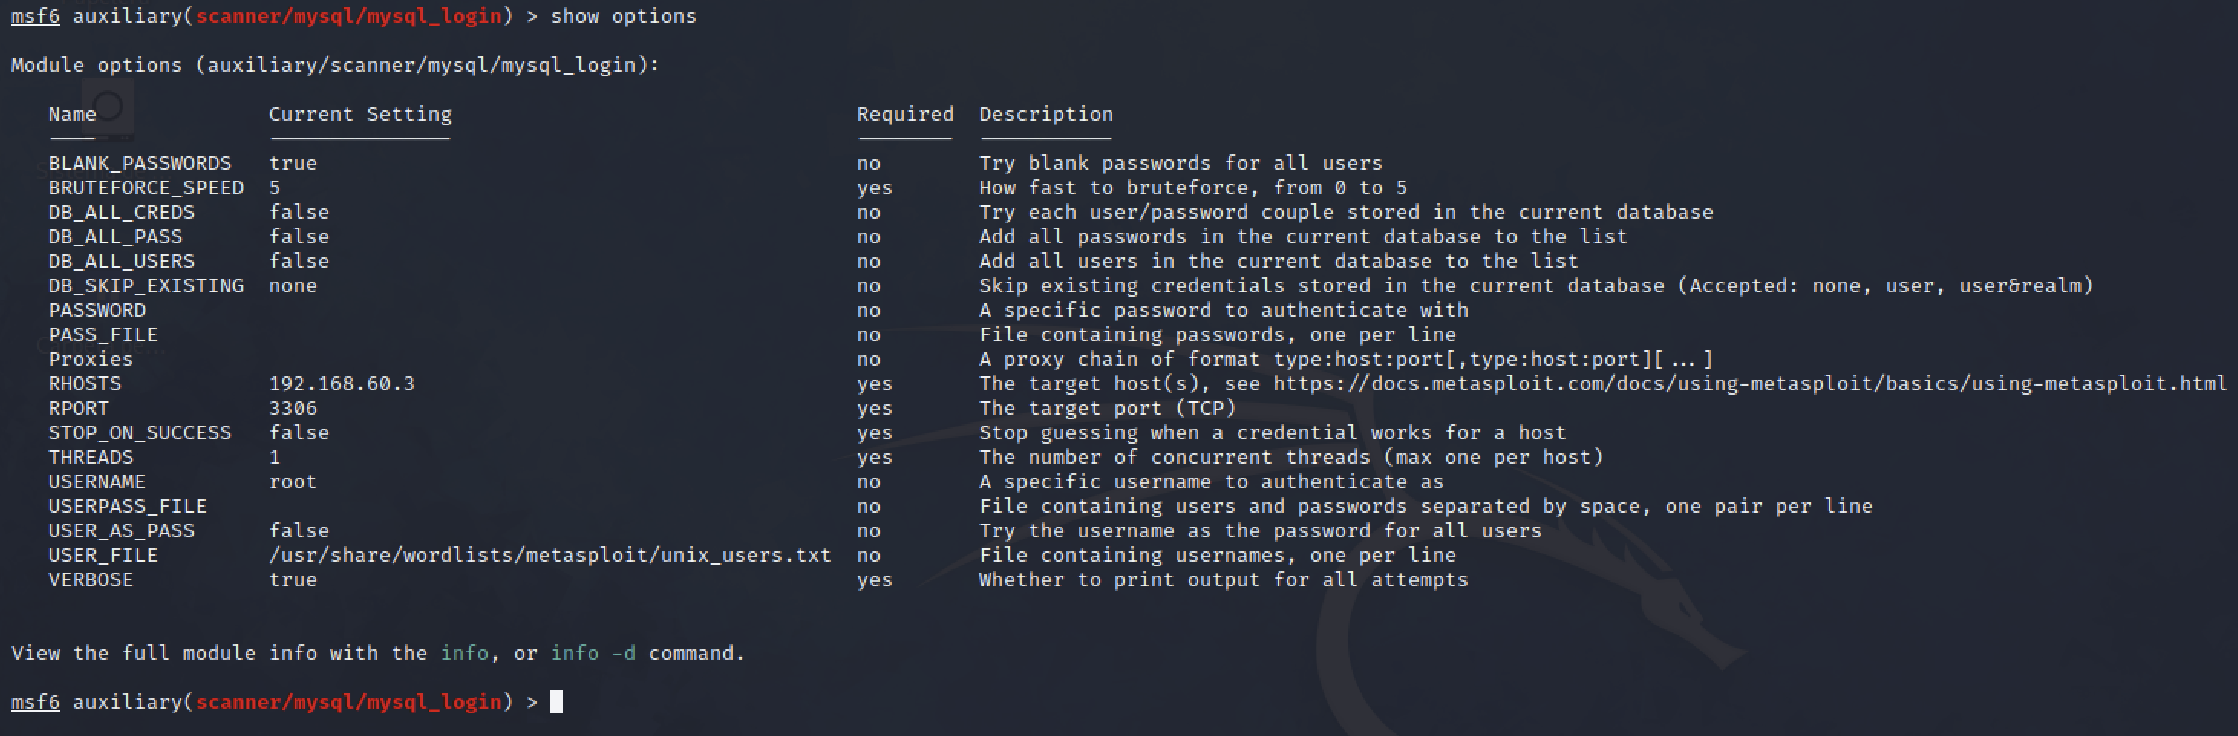 msf6 auxiliary(scanner/mysql/mysql_login) > show options
Module options (auxiliary/scanner/mysql/mysql_login):
Name Current Setting Required Description
BLANK_PASSWORDS true no Try blank passwords for all users
BRUTEFORCE_SPEED 5 yes How fast to bruteforce, from 0 to 5
DB_ALL_CREDS false no Try each user/password couple stored in the current database
DB_ALL_PASS false no Add all passwords in the current database to the list
DB_ALL_USERS false no Add all users in the current database to the list
DB_SKIP_EXISTING none no Skip existing credentials stored in the current database (Accepted: none, user, user&realm)
PASSWORD no A specific password to authenticate with
PASS_FILE no File containing passwords, one per line
Proxies no A proxy chain of format type:host:port[,type:host:port][...]
RHOSTS 192.168.60.3 yes The target host(s), see https://docs.metasploit.com/docs/using-metasploit/basics/using-metasploit.html
RPORT 3306 yes The target port (TCP)
STOP_ON_SUCCESS false yes Stop guessing when a credential works for a host
THREADS 1 yes The number of concurrent threads (max one per host)
USERNAME root no A specific username to authenticate as
USERPASS_FILE no File containing users and passwords separated by space, one pair per line
USER_AS_PASS false no Try the username as the password for all users
USER_FILE /usr/share/wordlists/metasploit/unix_users.txt no File containing usernames, one per line
VERBOSE true yes Whether to print output for all attempts
View the full module info with the info, or info -d command.
msf6 auxiliary(scanner/mysql/mysql_login) >